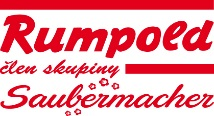 Rumpold
člen skupiny
Saubermacher